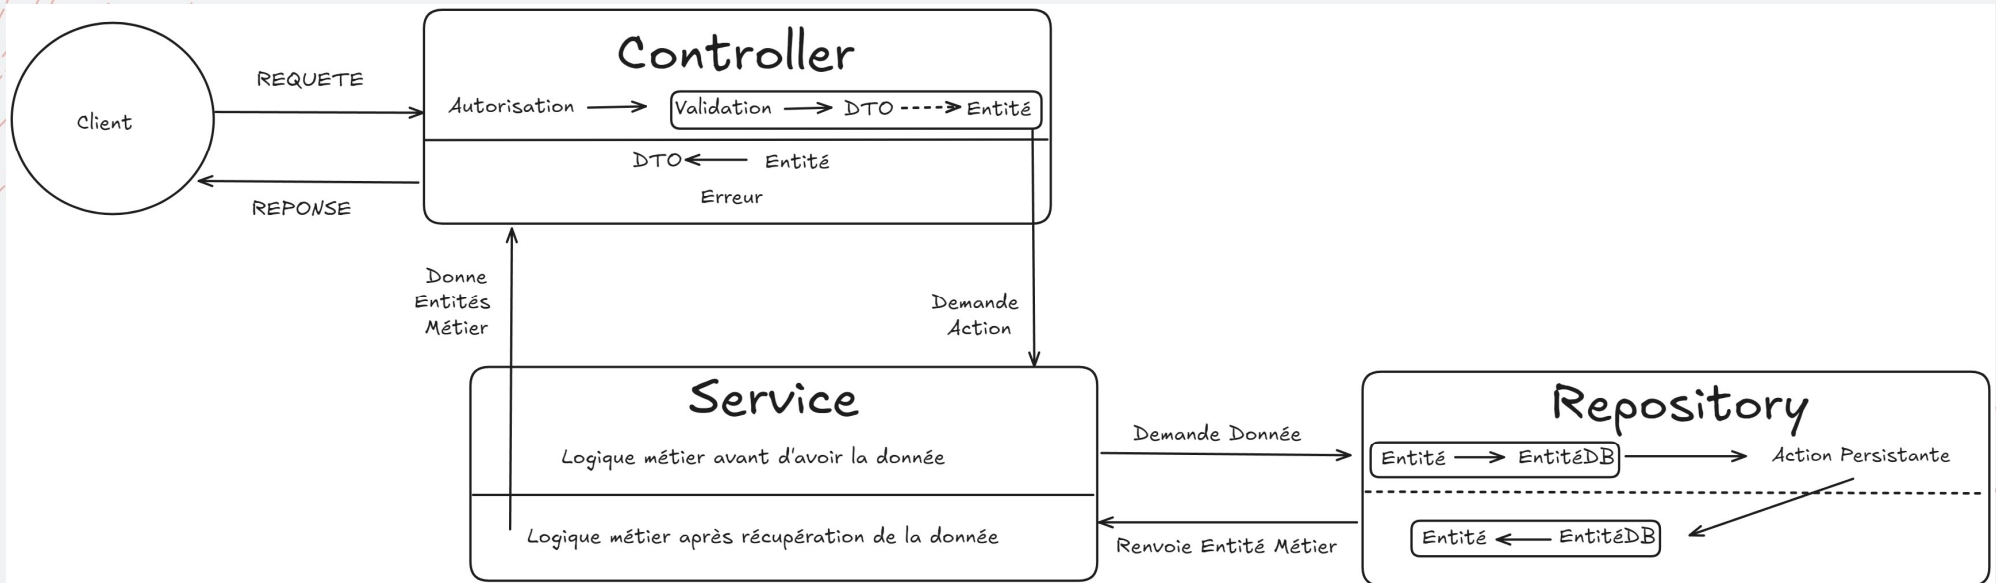 Controller
REQUETE
Autorisation
Validation
DTO
Entité
Client
DTO
Entité
Erreur
REPONSE
Donne
Entités
Métier
Demande
Action
Service
Logique métier avant d'avoir la donnée
Logique métier après récupération de la donnée
Demande Donnée
Renvoie Entité Métier
Repository
Entité
EntitéDB
Action Persistante
Entité
EntitéDB